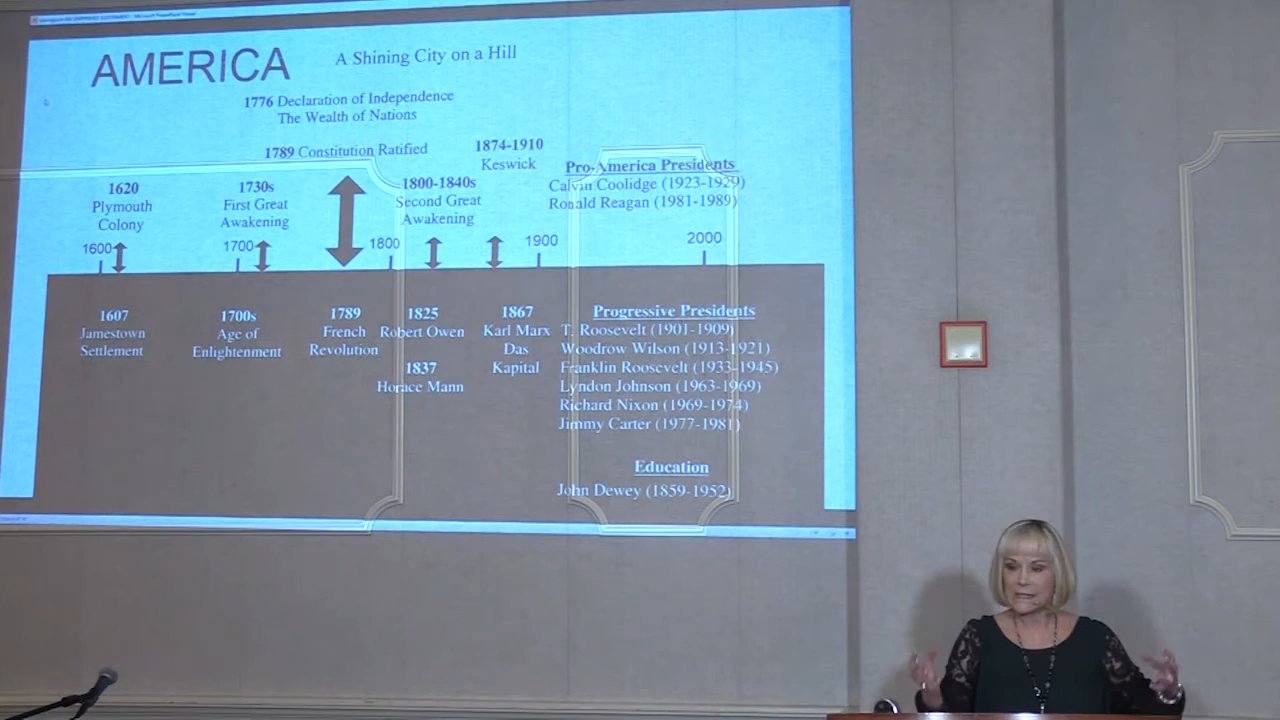 AMERICA
A Shining City on a Hill
1776 Declaration of Independence
The Wealth of Nations
1789 Constitution Ratified
1874-1910
Keswick
Pro-America Presidents
Calvin Coolidge (1923-1929)
Ronald Reagan (1981-1989)
1620
Plymouth
Colony
1730s
First Great
Awakening
1800-1840s
Second Great
Awakening
1600
1700
1800
1900
2000
1607
Jamestown
Settlement
1700s
Age of
Enlightenment
1789
French
Revolution
1825
Robert Owen
1837
Horace Mann
1867
Karl Marx
Das
Kapital
Progressive Presidents
T. Roosevelt (1901-1909)
Woodrow Wilson (1913-1921)
Franklin Roosevelt (1933-1945)
Lyndon Johnson (1963-1969)
Richard Nixon (1969-1974)
Jimmy Carter (1977-1981)
Education
John Dewey (1859-1952)